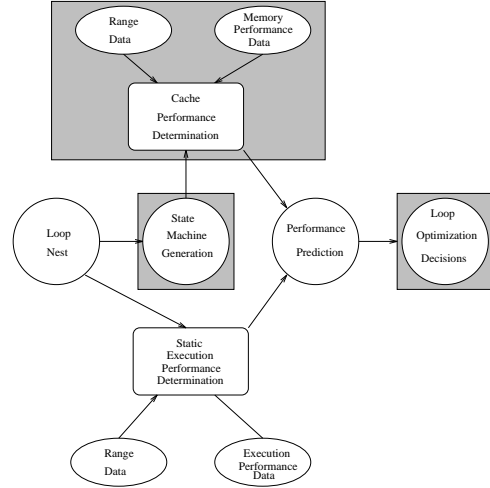 Range
Data
Memory
Performance
Data
Cache
Performance
Determination
Loop
Nest
State
Machine
Generation
Performance
Prediction
Loop
Optimization
Decisions
Static
Execution
Performance
Determination
Range
Data
Execution
Performance
Data